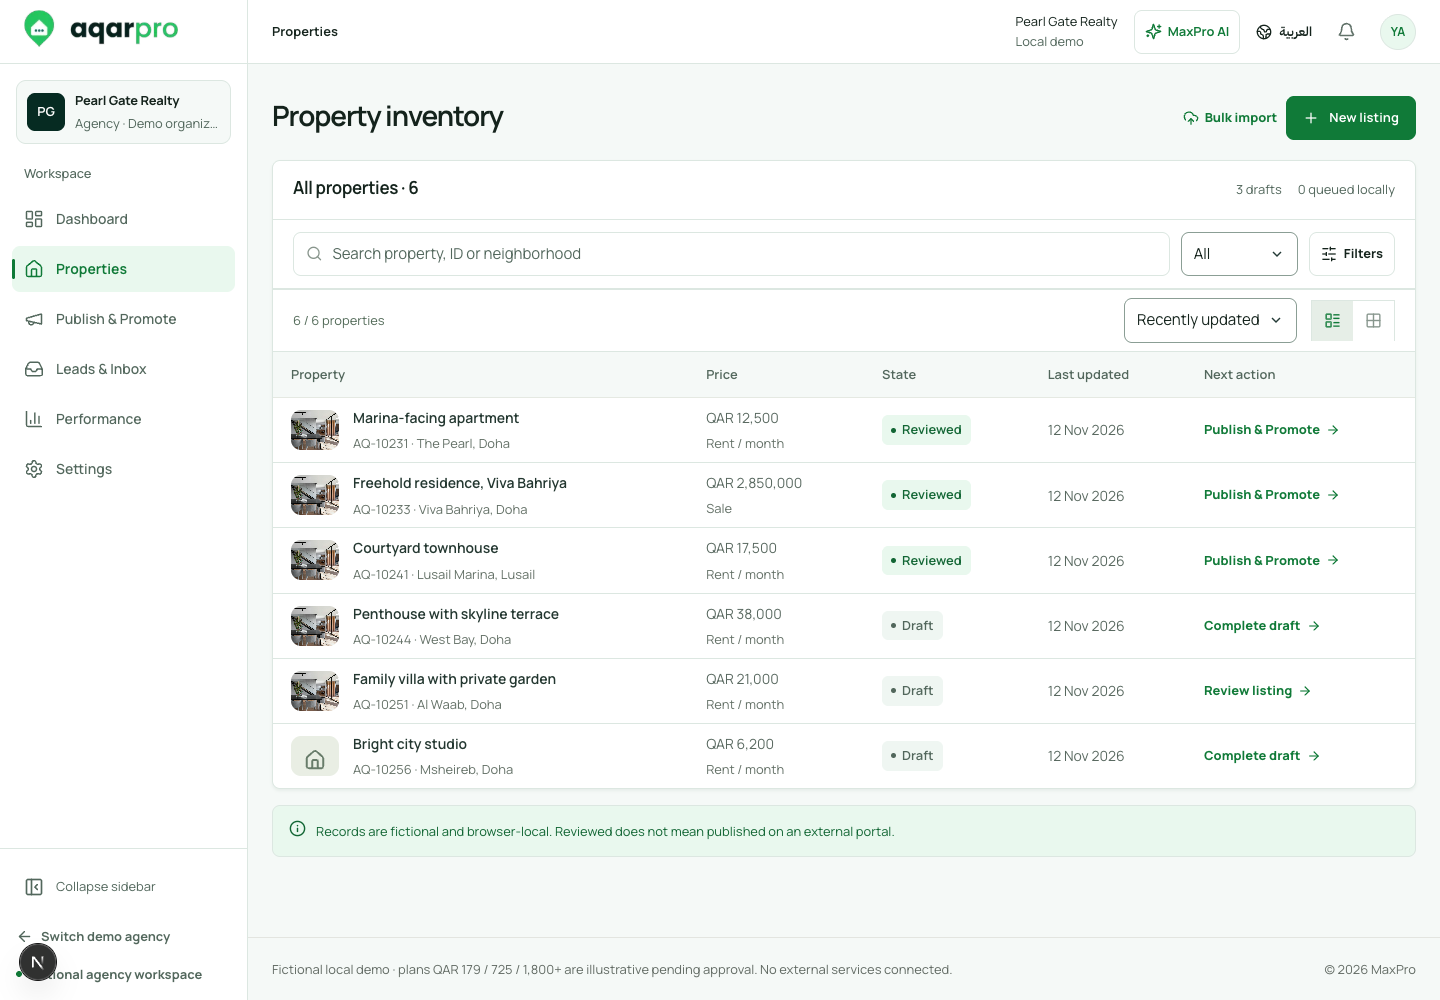 aqarpro
Properties
Pearl Gate Realty
Local demo
MaxPro AI
العربية
YA
PG
Pearl Gate Realty
Agency · Demo organiz...
Workspace
Dashboard
Properties
Publish & Promote
Leads & Inbox
Performance
Settings
Collapse sidebar
Switch demo agency
N
ional agency workspace
Property inventory
Bulk import
New listing
All properties · 6
3 drafts
0 queued locally
Search property, ID or neighborhood
All
Filters
6 / 6 properties
Recently updated
Property Price State Last updated Next action
Marina-facing apartment
AQ-10231 · The Pearl, Doha
QAR 12,500
Rent / month
Reviewed
12 Nov 2026
Publish & Promote
Freehold residence, Viva Bahriya
AQ-10233 · Viva Bahriya, Doha
QAR 2,850,000
Sale
Reviewed
12 Nov 2026
Publish & Promote
Courtyard townhouse
AQ-10241 · Lusail Marina, Lusail
QAR 17,500
Rent / month
Reviewed
12 Nov 2026
Publish & Promote
Penthouse with skyline terrace
AQ-10244 · West Bay, Doha
QAR 38,000
Rent / month
Draft
12 Nov 2026
Complete draft
Family villa with private garden
AQ-10251 · Al Waab, Doha
QAR 21,000
Rent / month
Draft
12 Nov 2026
Review listing
Bright city studio
AQ-10256 · Msheireb, Doha
QAR 6,200
Rent / month
Draft
12 Nov 2026
Complete draft
Records are fictional and browser-local. Reviewed does not mean published on an external portal.
Fictional local demo · plans QAR 179 / 725 / 1,800+ are illustrative pending approval. No external services connected.
© 2026 MaxPro